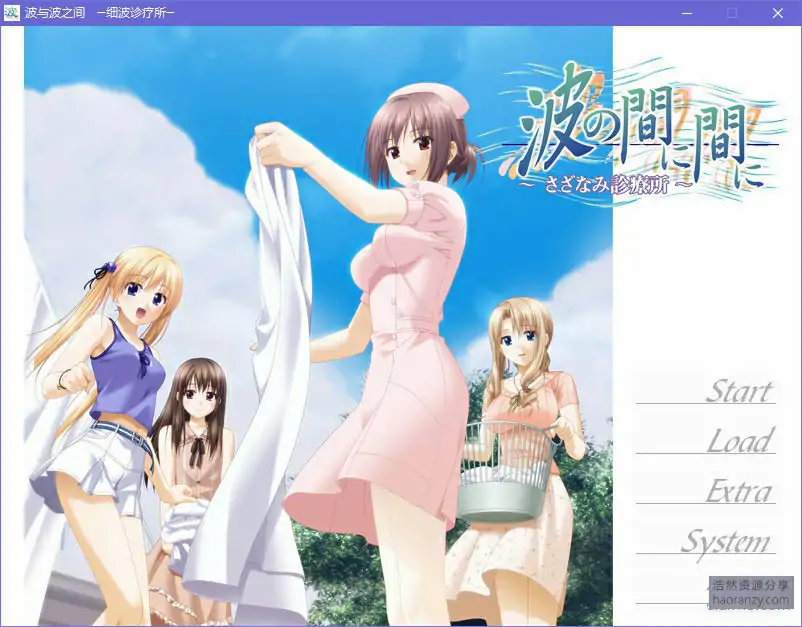 波与波之间 ─细波诊疗所─
波の間に間に
～ さざなみ診療所 ～
Start
Load
Extra
System
浩然资源分享
haoranzy.com